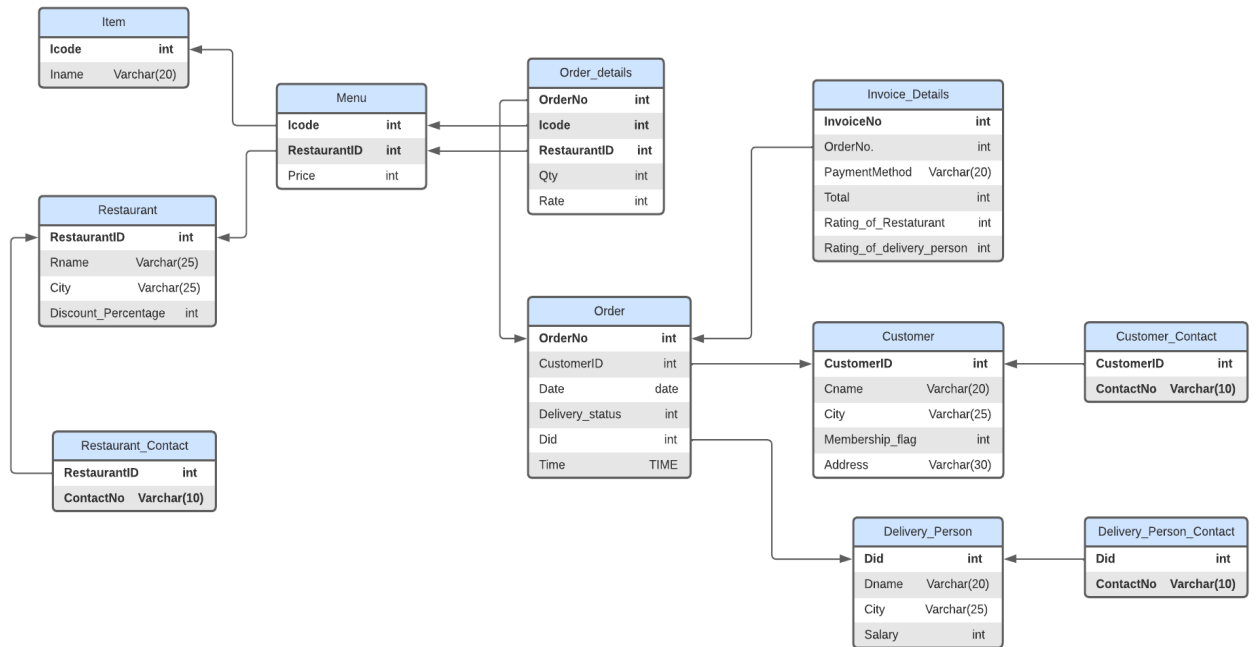 Item
Icode int
Iname Varchar(20)
Menu
Icode int
RestaurantID int
Price int
Order_details
OrderNo int
Icode int
RestaurantID int
Qty int
Rate int
Invoice_Details
InvoiceNo int
OrderNo. int
PaymentMethod Varchar(20)
Total int
Rating_of_Restaturant int
Rating_of_delivery_person int
Restaurant
RestaurantID int
Rname Varchar(25)
City Varchar(25)
Discount_Percentage int
Order
OrderNo int
CustomerID int
Date date
Delivery_status int
Did int
Time TIME
Customer
CustomerID int
Cname Varchar(20)
City Varchar(25)
Membership_flag int
Address Varchar(30)
Customer_Contact
CustomerID int
ContactNo Varchar(10)
Restaurant_Contact
RestaurantID int
ContactNo Varchar(10)
Delivery_Person
Did int
Dname Varchar(20)
City Varchar(25)
Salary int
Delivery_Person_Contact
Did int
ContactNo Varchar(10)